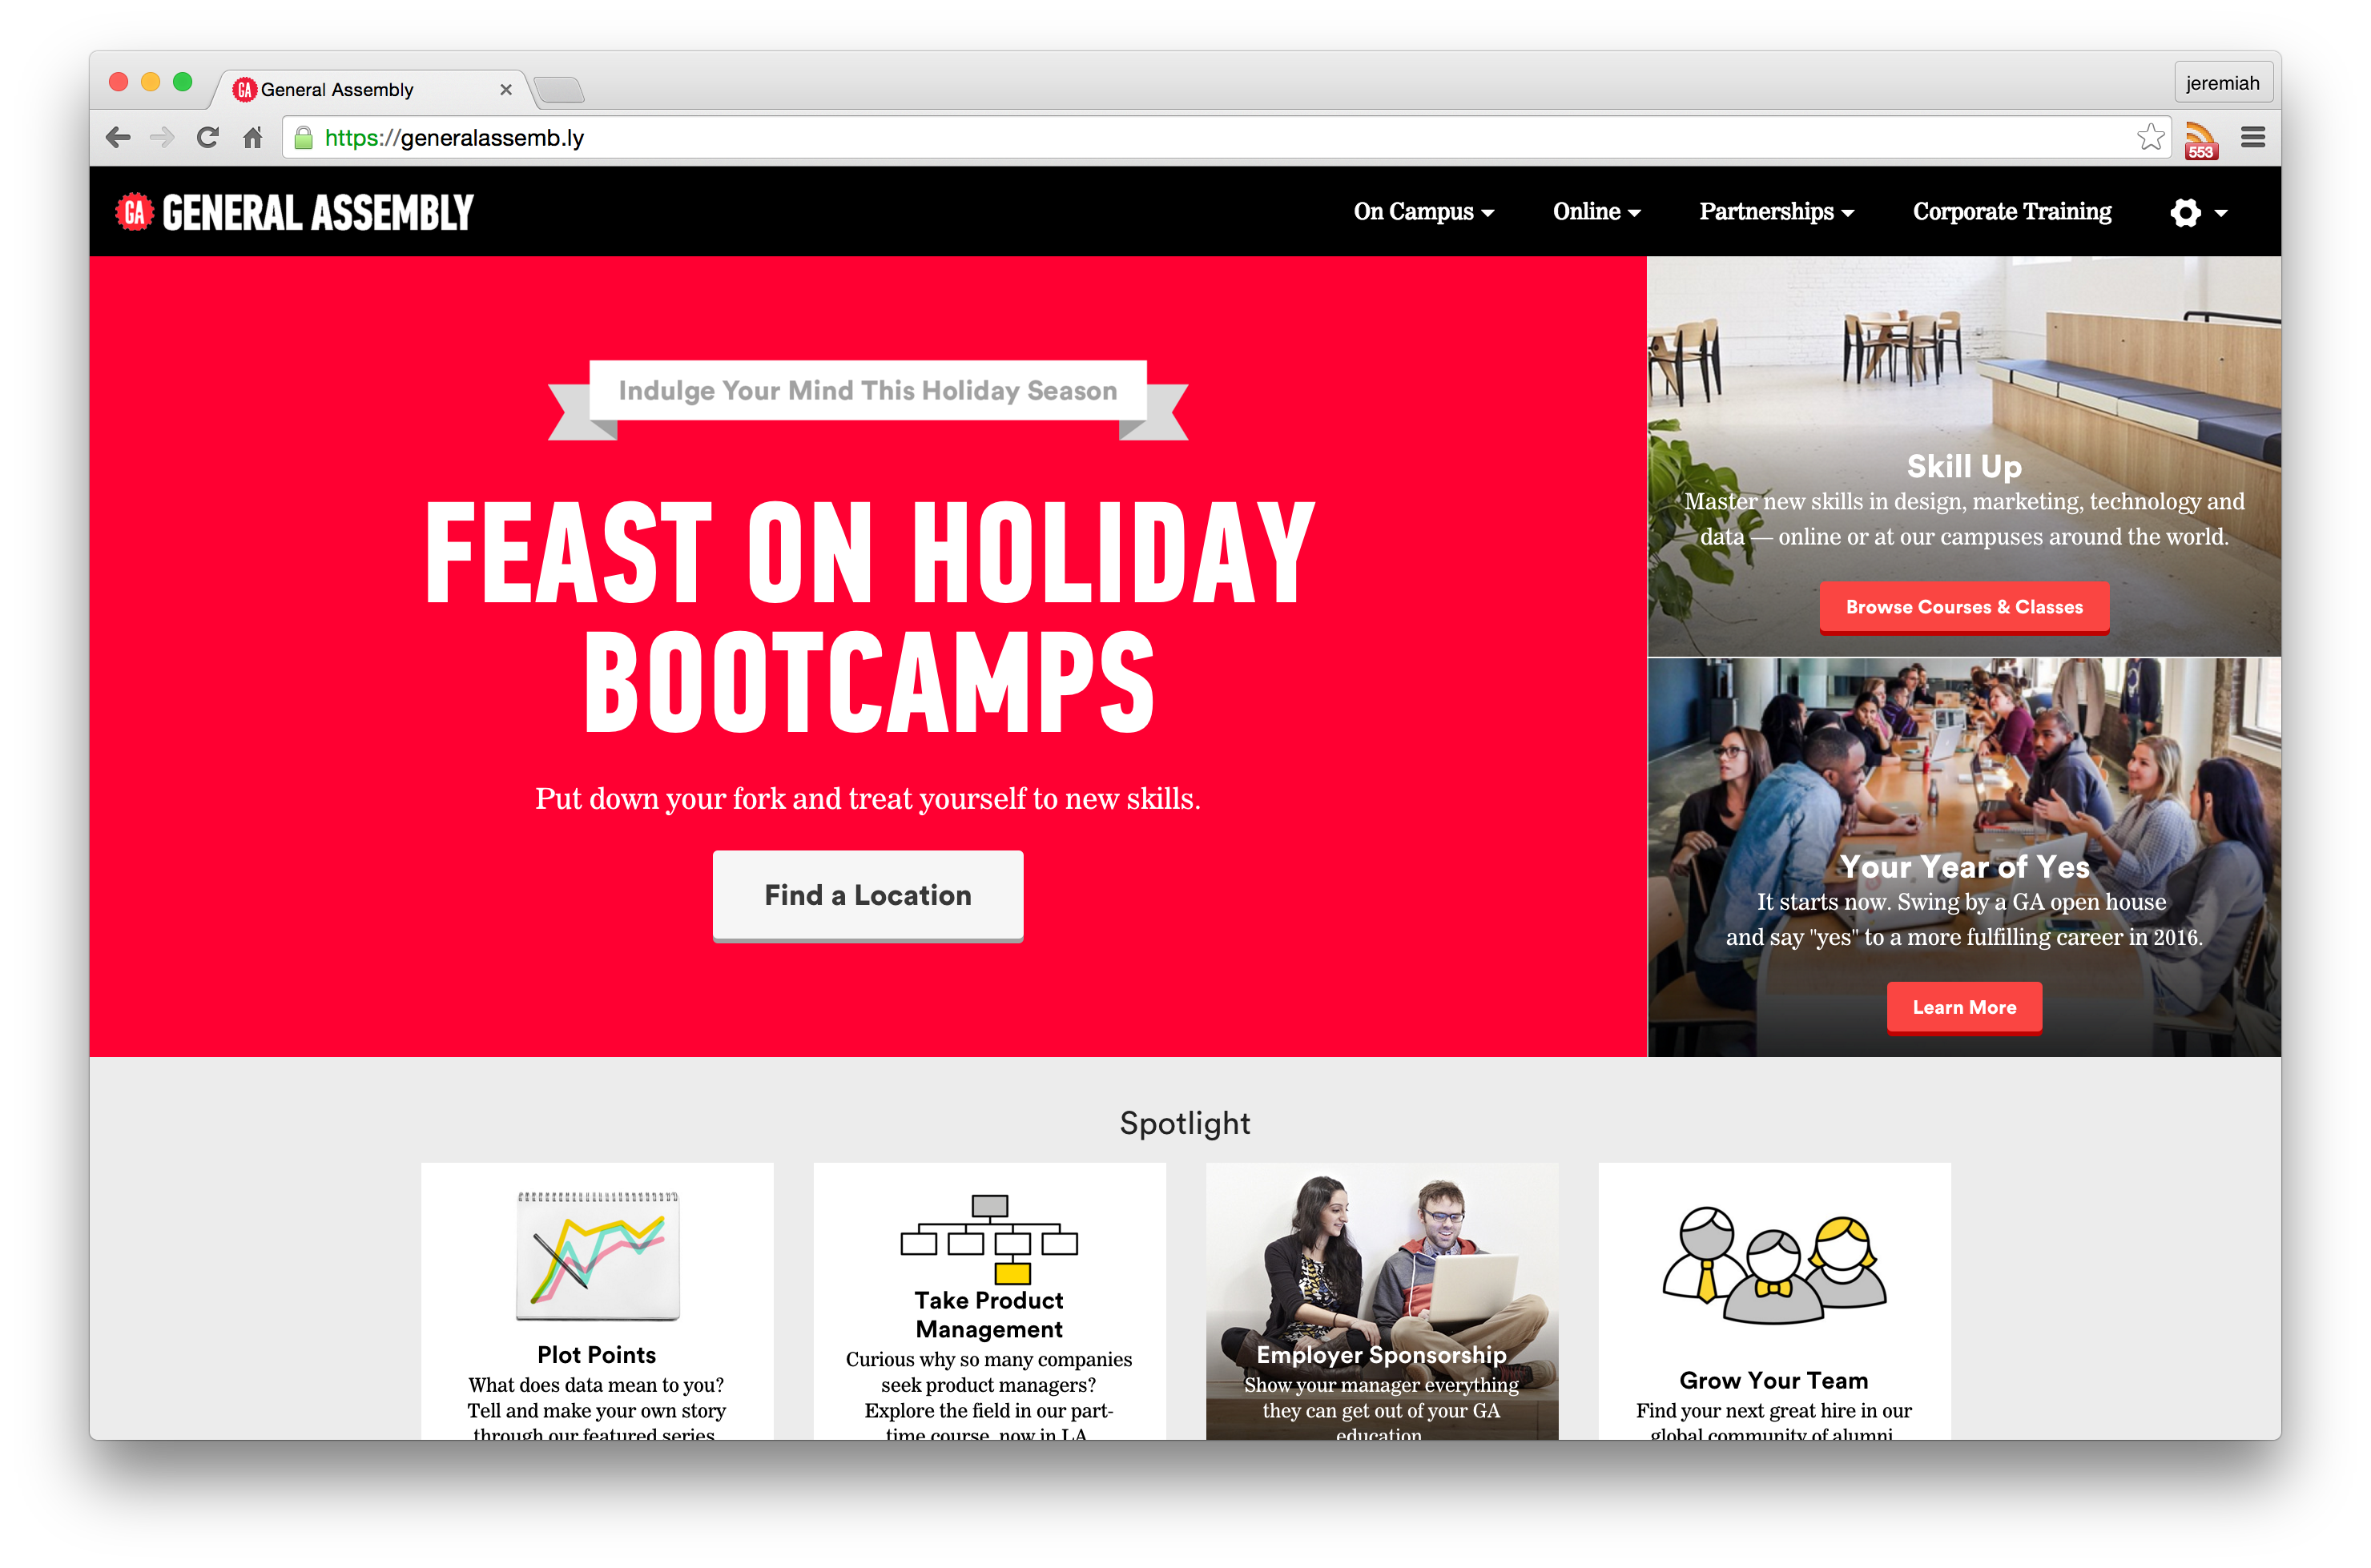 GA General Assembly
jeremiah
https://generalassemb.ly
553
GA GENERAL ASSEMBLY
On Campus
Online
Partnerships
Corporate Training
Indulge Your Mind This Holiday Season
FEAST ON HOLIDAY
BOOTCAMPS
Put down your fork and treat yourself to new skills.
Find a Location
Skill Up
Master new skills in design, marketing, technology and
data — online or at our campuses around the world.
Browse Courses & Classes
Your Year of Yes
It starts now. Swing by a GA open house
and say "yes" to a more fulfilling career in 2016.
Learn More
Spotlight
Plot Points
What does data mean to you?
Tell and make your own story
through our featured series
Take Product
Management
Curious why so many companies
seek product managers?
Explore the field in our part-
time course, now in LA
Employer Sponsorship
Show your manager everything
they can get out of your GA
education
Grow Your Team
Find your next great hire in our
global community of alumni